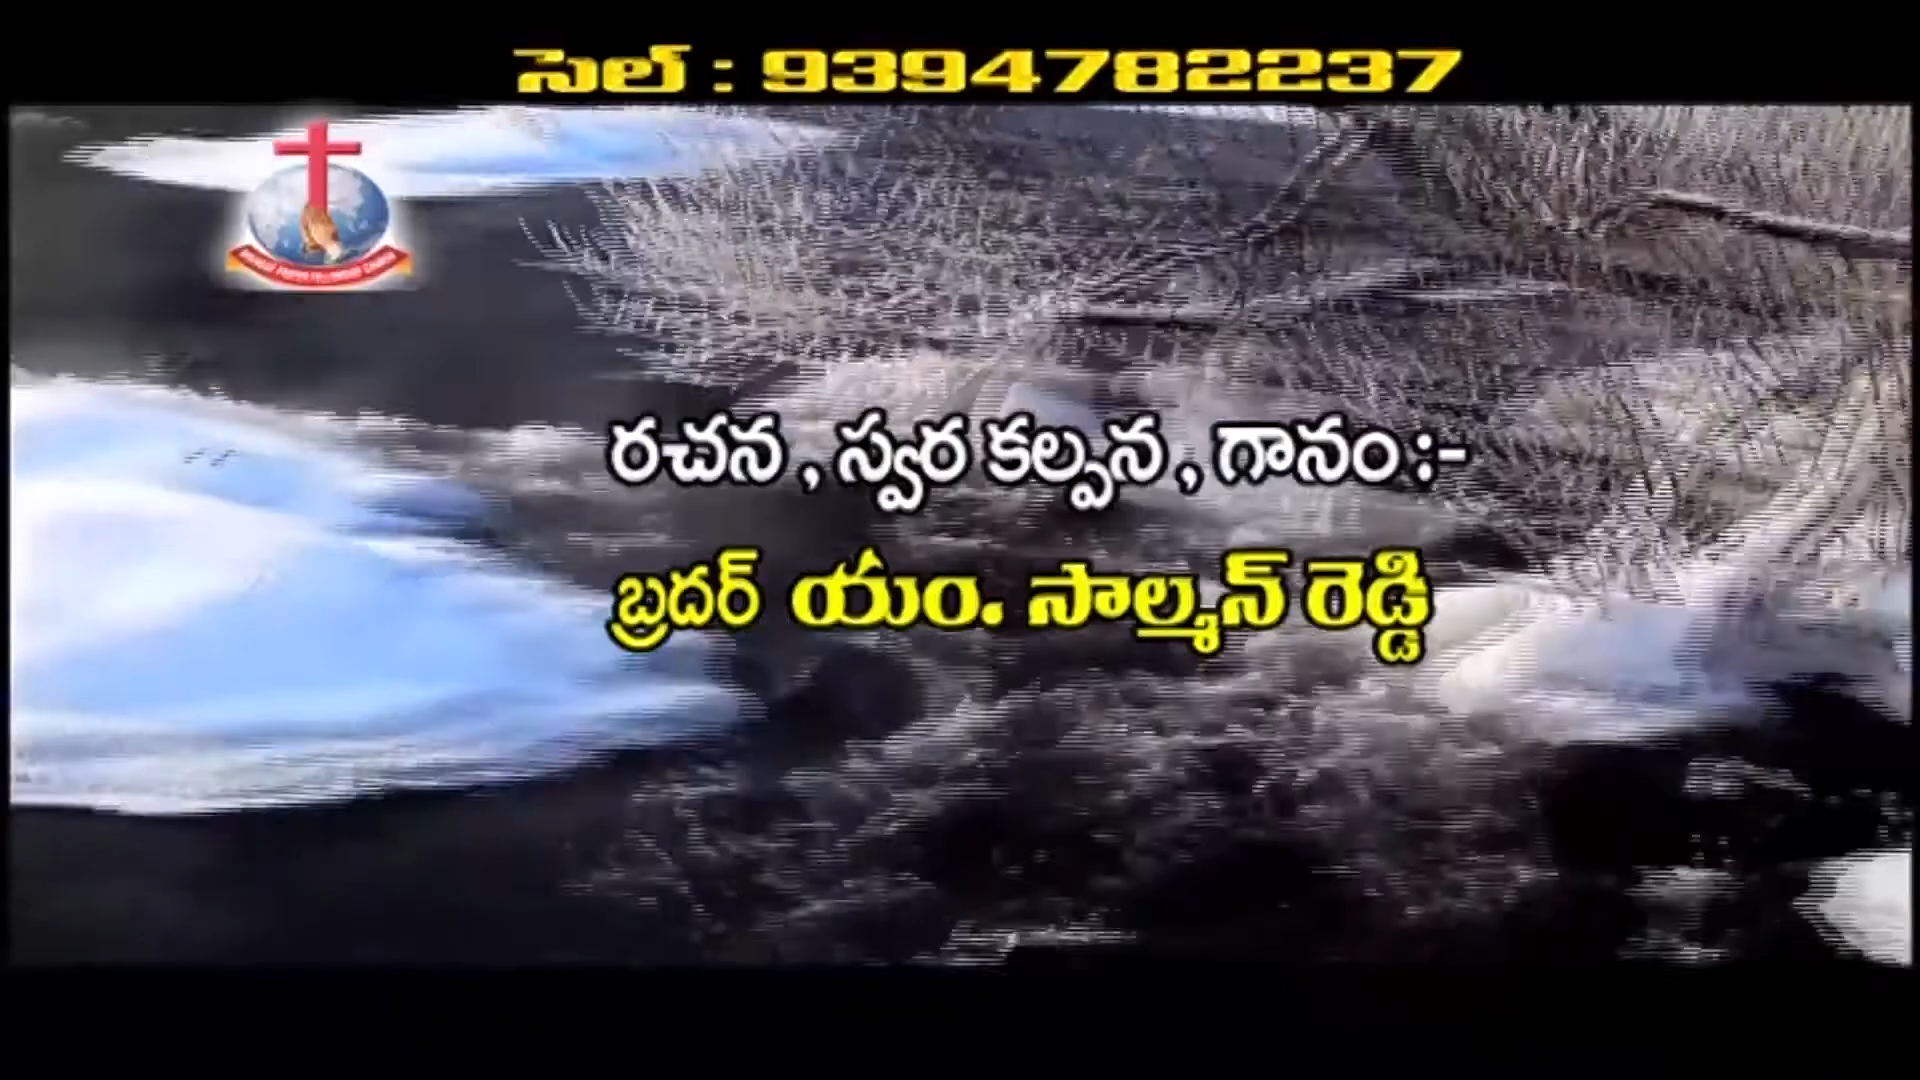 సెల్ : 9394782237
రచన , స్వర కల్పన , గానం :-
బ్రదర్ యం. సాల్మన్ రెడ్డి